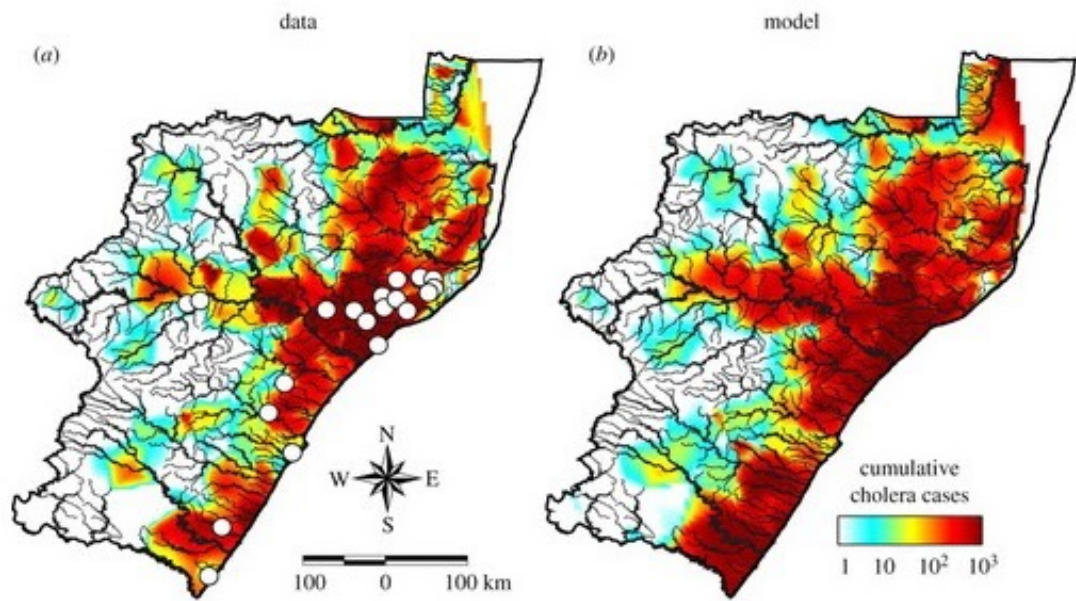 data
model
(a)
(b)
N
W E
S
100 0 100 km
cumulative
cholera cases
1 10 10² 10³